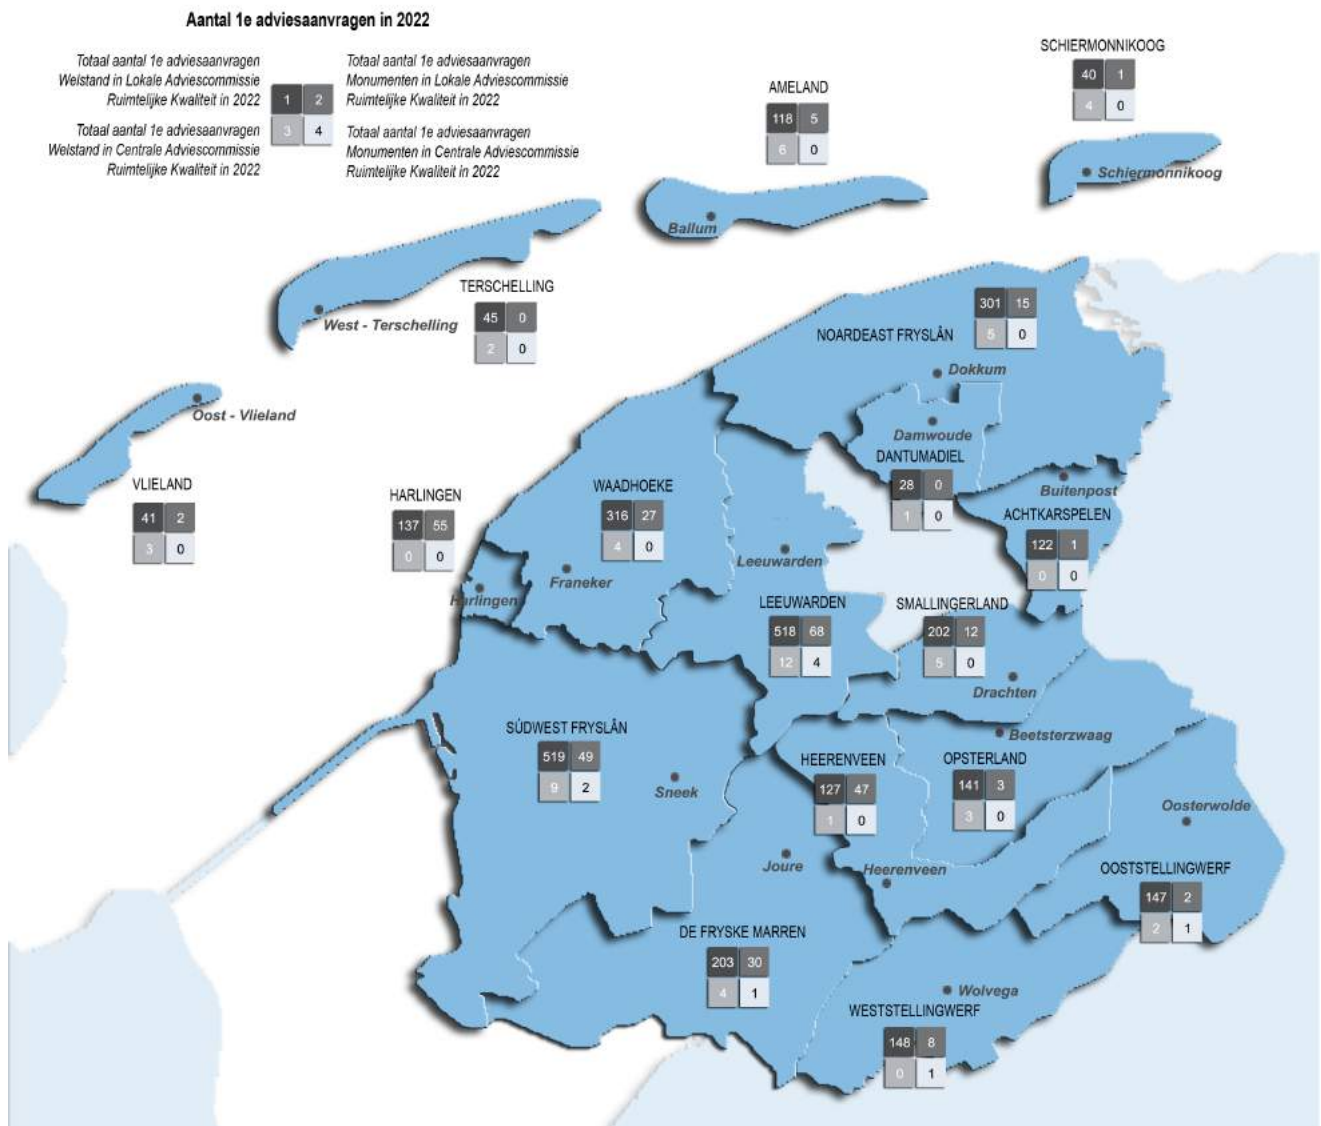 Aantal 1e adviesaanvragen in 2022
Totaal aantal 1e adviesaanvragen
Welstand in Lokale Adviescommissie
Ruimtelijke Kwaliteit in 2022
1 2
3 4
Totaal aantal 1e adviesaanvragen
Monumenten in Lokale Adviescommissie
Ruimtelijke Kwaliteit in 2022
Totaal aantal 1e adviesaanvragen
Welstand in Centrale Adviescommissie
Ruimtelijke Kwaliteit in 2022
Totaal aantal 1e adviesaanvragen
Monumenten in Centrale Adviescommissie
Ruimtelijke Kwaliteit in 2022
SCHIERMONNIKOOG
40 1
4 0
Schiermonnikoog
AMELAND
118 5
6 0
Ballum
TERSCHELLING
45 0
2 0
West - Terschelling
NOARDEAST FRYSLÂN
301 15
5 0
Dokkum
Oost - Vlieland
VLIELAND
41 2
3 0
Damwoude
DANTUMADIEL
28 0
1 0
Buitenpost
ACHTKARSPELEN
122 1
0 0
HARLINGEN
137 55
0 0
Harlingen
WAADHOEKE
316 27
4 0
Franeker
Leeuwarden
LEEUWARDEN
518 68
12 4
SMALLINGERLAND
202 12
5 0
Drachten
SÚDWEST FRYSLÂN
519 49
9 2
Sneek
HEERENVEEN
127 47
1 0
Heerenveen
Beetsterzwaag
OPSTERLAND
141 3
3 0
Oosterwolde
OOSTSTELLINGWERF
147 2
2 1
Joure
DE FRYSKE MARREN
203 30
4 1
Wolvega
WESTSTELLINGWERF
148 8
0 1